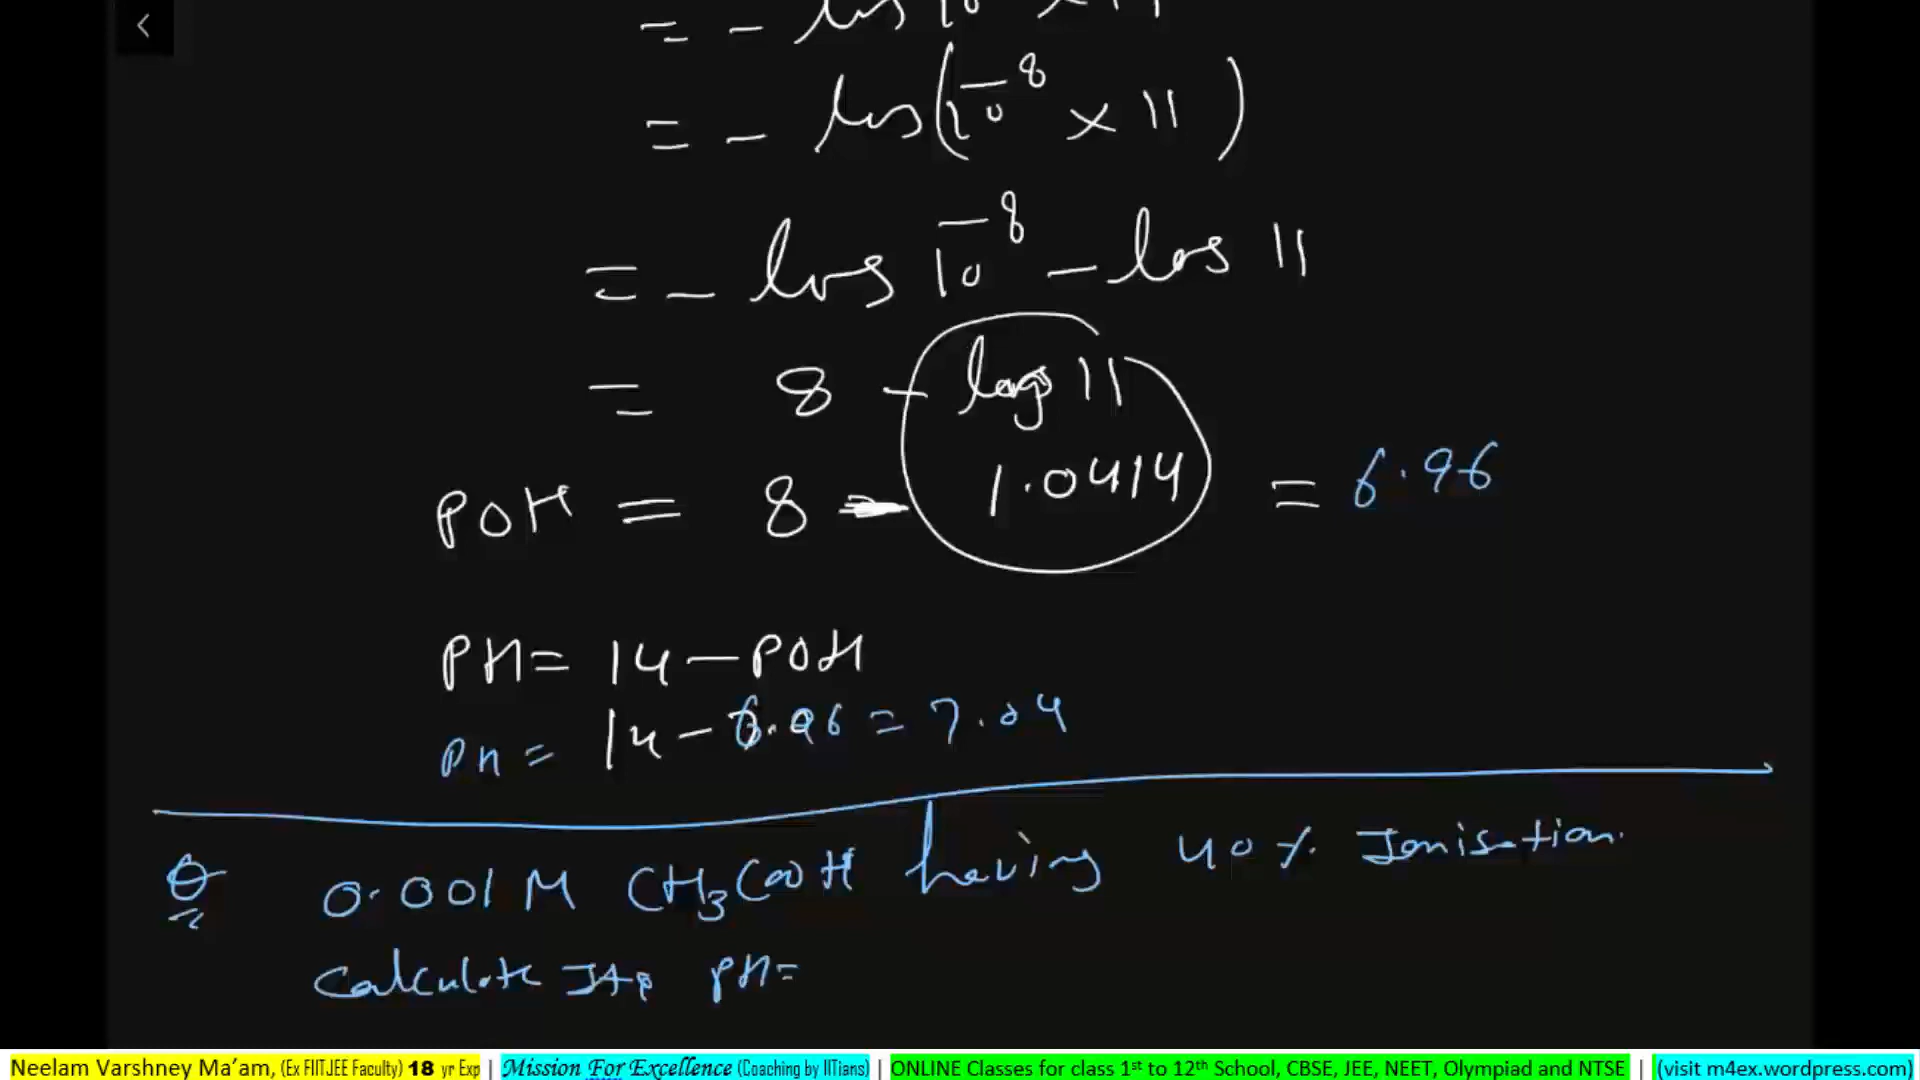 = - log(10⁻⁸ × 11)
= - log 10⁻⁸ - log 11
= 8 - log 11
POH = 8 - 1.0414 = 6.96
PH = 14 - POH
PH = 14 - 6.96 = 7.04
Q 0.001 M CH₃COOH having 40% Ionisation.
Calculate Its PH =
Neelam Varshney Ma’am, (Ex FIITJEE Faculty) 18 yr Exp | Mission For Excellence (Coaching by IITians) | ONLINE Classes for class 1st to 12th School, CBSE, JEE, NEET, Olympiad and NTSE | (visit m4ex.wordpress.com)